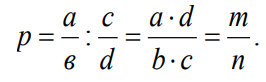 p = a/в : c/d = a·d/b·c = m/n.